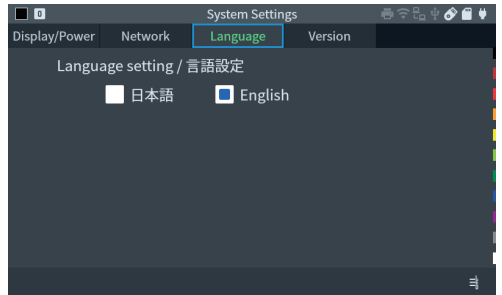 0
System Settings
Display/Power Network Language Version
Language setting / 言語設定
日本語 English